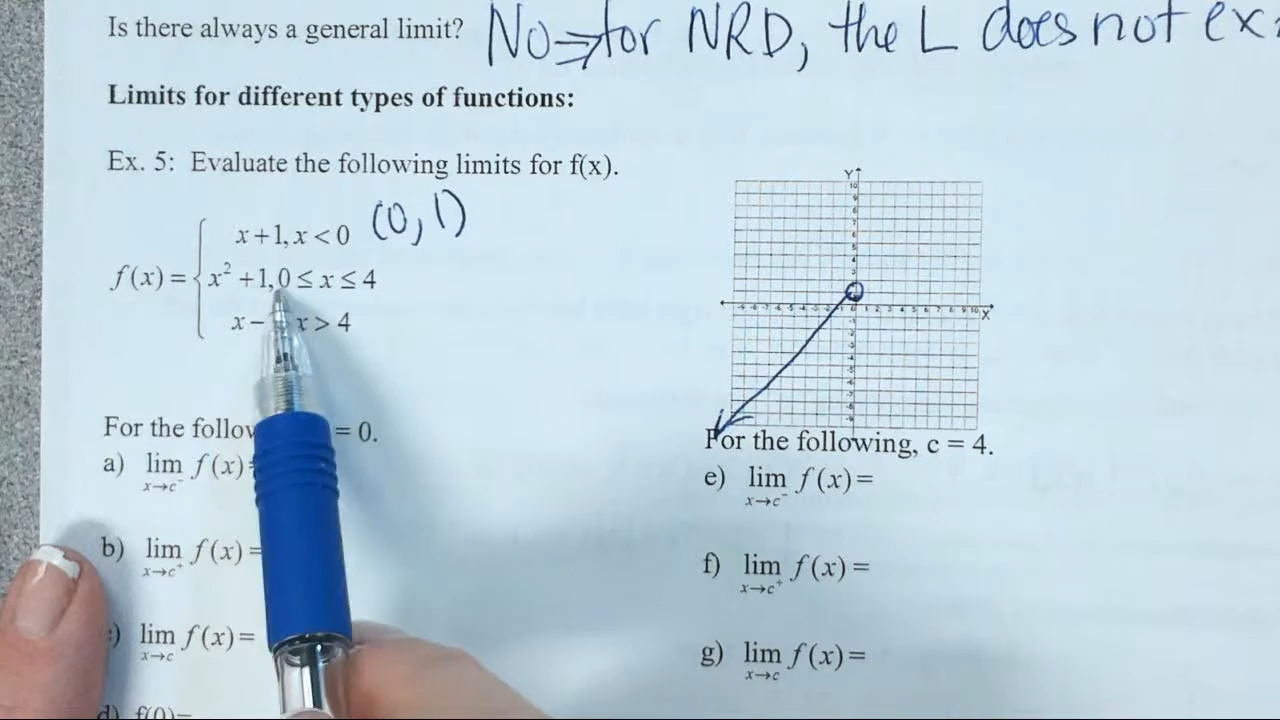 Is there always a general limit? No ⇒ for NRD, the L does not ex
Limits for different types of functions:
Ex. 5: Evaluate the following limits for f(x).
x+1, x < 0 (0, 1)
f(x) = { x² +1, 0 ≤ x ≤ 4
x− x > 4
Y
X
For the follow = 0.
For the following, c = 4.
a) lim f(x)=
x→c⁻
e) lim f(x)=
x→c⁻
b) lim f(x)=
x→c⁺
f) lim f(x)=
x→c⁺
) lim f(x)=
x→c
g) lim f(x)=
x→c
d) f(0)=